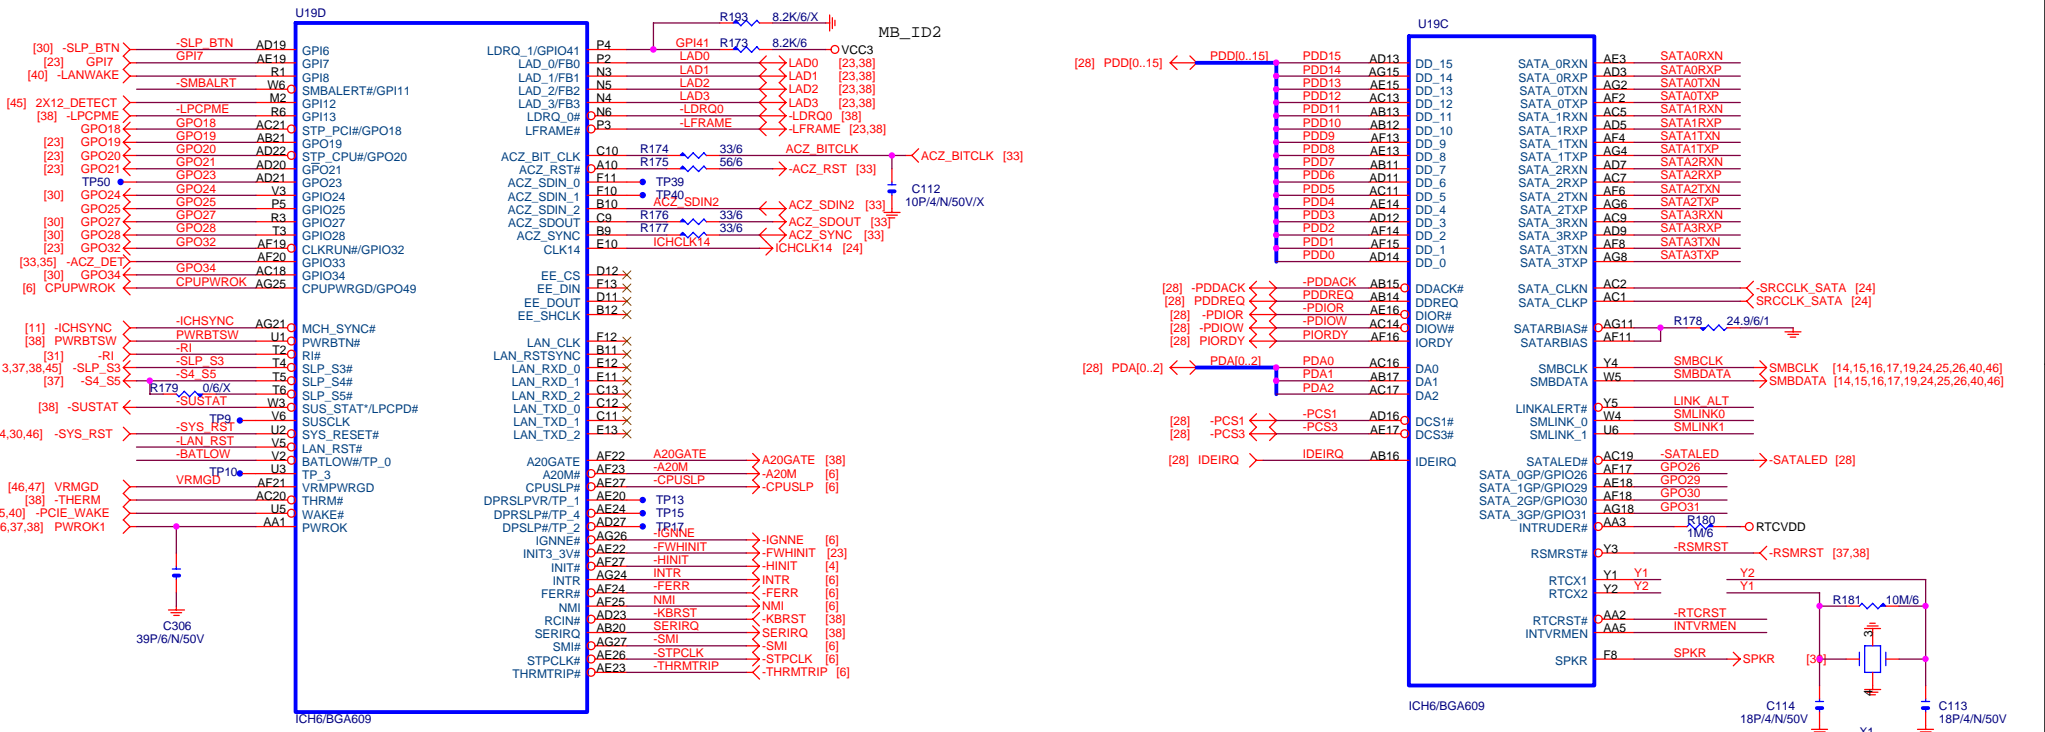 U19D
MB_ID2
R193 8.2K/6/X
R173 8.2K/6 VCC3
[30] -SLP_BTN -SLP_BTN AD19 GPI6
[23] GPI7 GPI7 AE19 GPI7
[40] -LANWAKE R1 GPI8
-SMBALRT W6 SMBALERT#/GPI11
[45] 2X12_DETECT M2 GPI12
[38] -LPCPME -LPCPME R6 GPI13
GPO18 GPO18 AC21 STP_PCI#/GPO18
[23] GPO19 GPO19 AB21 GPO19
[23] GPO20 GPO20 AD22 STP_CPU#/GPO20
[23] GPO21 GPO21 AD20 GPO21
TP50 GPO23 AD21 GPO23
[30] GPO24 GPO24 V3 GPIO24
GPO25 GPO25 P5 GPIO25
[30] GPO27 GPO27 R3 GPIO27
[30] GPO28 GPO28 T3 GPIO28
[23] GPO32 GPO32 AF19 CLKRUN#/GPIO32
[33,35] -ACZ_DET AF20 GPIO33
[30] GPO34 GPO34 AC18 GPIO34
[6] CPUPWROK CPUPWROK AG25 CPUPWRGD/GPO49
[11] -ICHSYNC -ICHSYNC AG21 MCH_SYNC#
[38] PWRBTSW PWRBTSW U1 PWRBTN#
[31] -RI -RI T2 RI#
3,37,38,45] -SLP_S3 -SLP_S3 T4 SLP_S3#
[37] -S4_S5 -S4_S5 T5 SLP_S4#
R179 0/6/X T6 SLP_S5#
[38] -SUSTAT -SUSTAT W3 SUS_STAT*/LPCPD#
TP9 V6 SUSCLK
4,30,46] -SYS_RST -SYS_RST U2 SYS_RESET#
-LAN_RST V5 LAN_RST#
-BATLOW V2 BATLOW#/TP_0
TP10 U3 TP_3
[46,47] VRMGD VRMGD AF21 VRMPWRGD
[38] -THERM AC20 THRM#
5,40] -PCIE_WAKE U5 WAKE#
6,37,38] PWROK1 AA1 PWROK
C306
39P/6/N/50V
LDRQ_1/GPIO41 P4 GPI41
LAD_0/FB0 P2 LAD0 LAD0 [23,38]
LAD_1/FB1 N3 LAD1 LAD1 [23,38]
LAD_2/FB2 N5 LAD2 LAD2 [23,38]
LAD_3/FB3 N4 LAD3 LAD3 [23,38]
LDRQ_0# N6 -LDRQ0 -LDRQ0 [38]
LFRAME# P3 -LFRAME -LFRAME [23,38]
ACZ_BIT_CLK C10 R174 33/6 ACZ_BITCLK ACZ_BITCLK [33]
ACZ_RST# A10 R175 56/6 -ACZ_RST [33]
ACZ_SDIN_0 F11 TP39
ACZ_SDIN_1 F10 TP40
ACZ_SDIN_2 B10 ACZ_SDIN2 ACZ_SDIN2 [33]
ACZ_SDOUT C9 R176 33/6 ACZ_SDOUT [33]
ACZ_SYNC B9 R177 33/6 ACZ_SYNC [33]
CLK14 E10 ICHCLK14 ICHCLK14 [24]
C112
10P/4/N/50V/X
EE_CS D12
EE_DIN F13
EE_DOUT D11
EE_SHCLK B12
LAN_CLK F12
LAN_RSTSYNC B11
LAN_RXD_0 E12
LAN_RXD_1 E11
LAN_RXD_2 C13
LAN_TXD_0 C12
LAN_TXD_1 C11
LAN_TXD_2 E13
A20GATE AF22 A20GATE A20GATE [38]
A20M# AF23 -A20M -A20M [6]
CPUSLP# AE27 -CPUSLP -CPUSLP [6]
DPRSLPVR/TP_1 AE20 TP13
DPRSLP#/TP_4 AE24 TP15
DPSLP#/TP_2 AD27 TP17
IGNNE# AG26 -IGNNE -IGNNE [6]
INIT3_3V# AE22 -FWHINIT -FWHINIT [23]
INIT# AF27 -HINIT -HINIT [4]
INTR AG24 INTR INTR [6]
FERR# AF24 -FERR -FERR [6]
NMI AF25 NMI NMI [6]
RCIN# AD23 -KBRST -KBRST [38]
SERIRQ AB20 SERIRQ SERIRQ [38]
SMI# AG27 -SMI -SMI [6]
STPCLK# AE26 -STPCLK -STPCLK [6]
THRMTRIP# AE23 -THRMTRIP -THRMTRIP [6]
ICH6/BGA609
U19C
[28] PDD[0..15] PDD[0..15] PDD15 AD13 DD_15
PDD14 AG15 DD_14
PDD13 AE15 DD_13
PDD12 AC13 DD_12
PDD11 AB13 DD_11
PDD10 AB12 DD_10
PDD9 AF13 DD_9
PDD8 AE13 DD_8
PDD7 AB11 DD_7
PDD6 AD11 DD_6
PDD5 AC11 DD_5
PDD4 AE14 DD_4
PDD3 AD12 DD_3
PDD2 AF14 DD_2
PDD1 AF15 DD_1
PDD0 AD14 DD_0
[28] -PDDACK -PDDACK AB15 DDACK#
[28] PDDREQ PDDREQ AB14 DDREQ
[28] -PDIOR -PDIOR AE16 DIOR#
[28] -PDIOW -PDIOW AC14 DIOW#
[28] PIORDY PIORDY AF16 IORDY
[28] PDA[0..2] PDA[0..2] PDA0 AC16 DA0
PDA1 AB17 DA1
PDA2 AC17 DA2
[28] -PCS1 -PCS1 AD16 DCS1#
[28] -PCS3 -PCS3 AE17 DCS3#
[28] IDEIRQ IDEIRQ AB16 IDEIRQ
SATA_0RXN AE3 SATA0RXN
SATA_0RXP AD3 SATA0RXP
SATA_0TXN AG2 SATA0TXN
SATA_0TXP AF2 SATA0TXP
SATA_1RXN AC5 SATA1RXN
SATA_1RXP AD5 SATA1RXP
SATA_1TXN AF4 SATA1TXN
SATA_1TXP AG4 SATA1TXP
SATA_2RXN AD7 SATA2RXN
SATA_2RXP AC7 SATA2RXP
SATA_2TXN AF6 SATA2TXN
SATA_2TXP AG6 SATA2TXP
SATA_3RXN AC9 SATA3RXN
SATA_3RXP AD9 SATA3RXP
SATA_3TXN AF8 SATA3TXN
SATA_3TXP AG8 SATA3TXP
SATA_CLKN AC2 -SRCCLK_SATA [24]
SATA_CLKP AC1 SRCCLK_SATA [24]
SATARBIAS# AG11 R178 24.9/6/1
SATARBIAS AF11
SMBCLK Y4 SMBCLK SMBCLK [14,15,16,17,19,24,25,26,40,46]
SMBDATA W5 SMBDATA SMBDATA [14,15,16,17,19,24,25,26,40,46]
LINKALERT# Y5 LINK_ALT
SMLINK_0 W4 SMLINK0
SMLINK_1 U6 SMLINK1
SATALED# AC19 -SATALED -SATALED [28]
SATA_0GP/GPIO26 AF17 GPO26
SATA_1GP/GPIO29 AE18 GPO29
SATA_2GP/GPIO30 AF18 GPO30
SATA_3GP/GPIO31 AG18 GPO31
INTRUDER# AA3 R180 1M/6 RTCVDD
RSMRST# Y3 -RSMRST -RSMRST [37,38]
RTCX1 Y1 Y1 Y2
RTCX2 Y2 Y2 Y1
R181 10M/6
RTCRST# AA2 -RTCRST
INTVRMEN AA5 INTVRMEN
SPKR F8 SPKR SPKR
3
4
C114
18P/4/N/50V
C113
18P/4/N/50V
X1
ICH6/BGA609